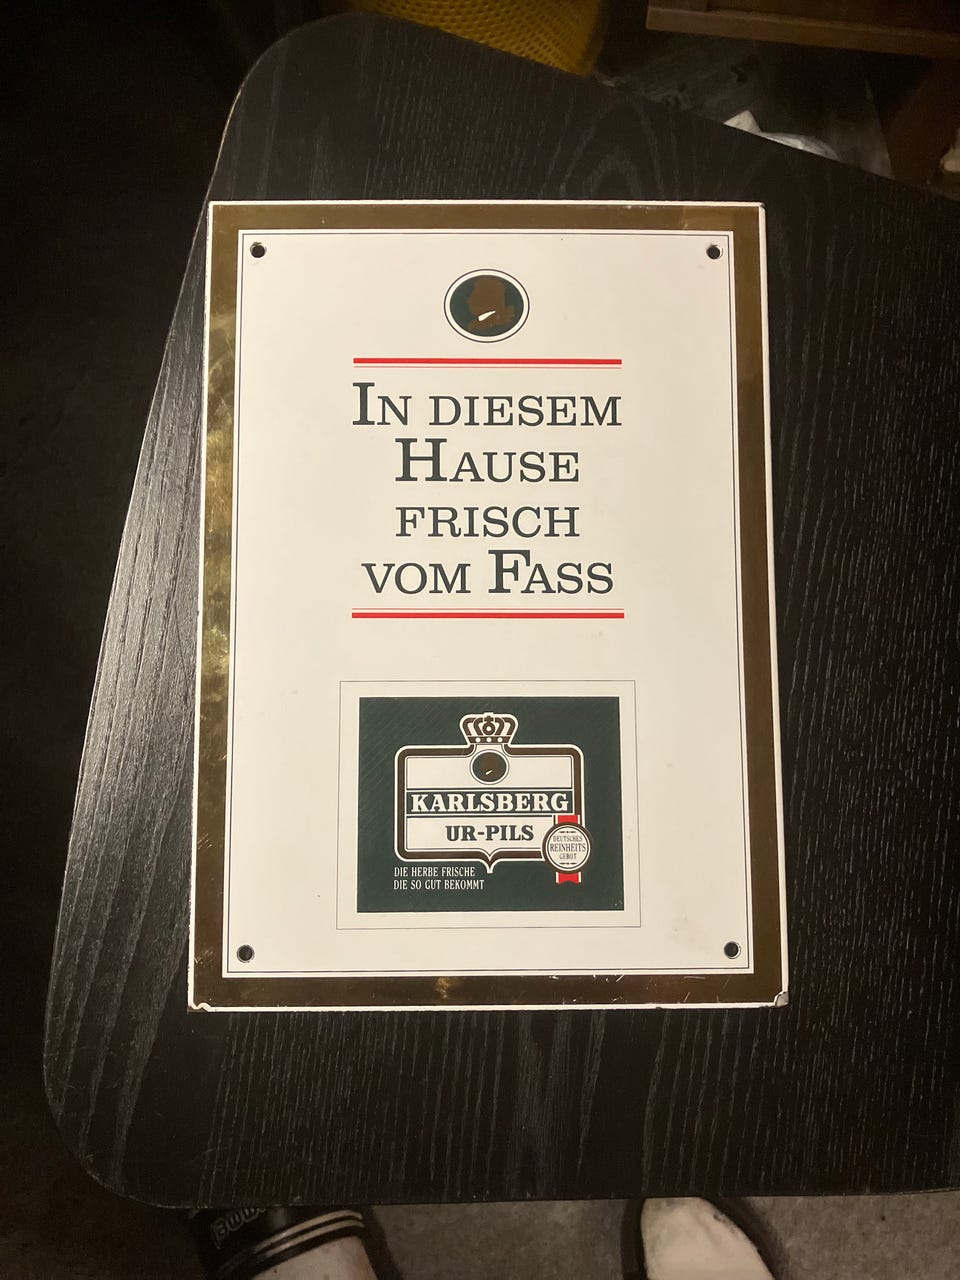 In diesem
Hause
frisch
vom Fass
KARLSBERG
UR-PILS
DEUTSCHES
REINHEITS
GEBOT
DIE HERBE FRISCHE
DIE SO GUT BEKOMMT